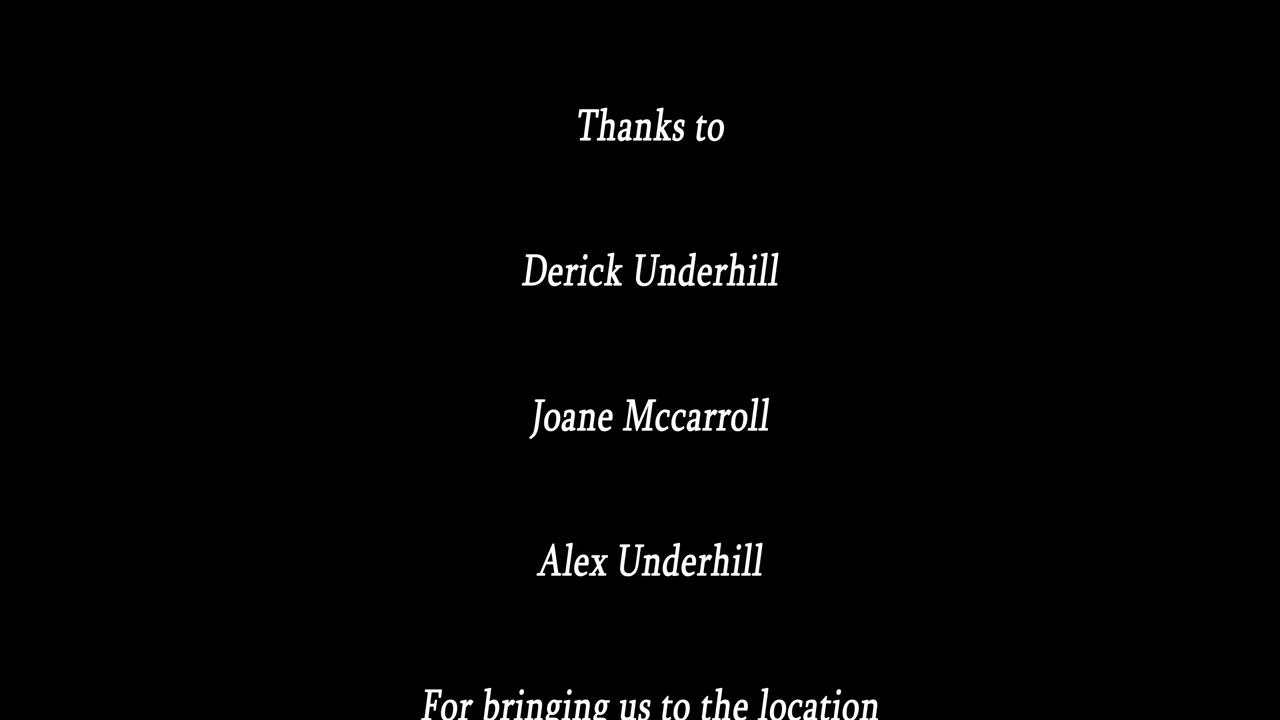 Thanks to
Derick Underhill
Joane Mccarroll
Alex Underhill
For bringing us to the location